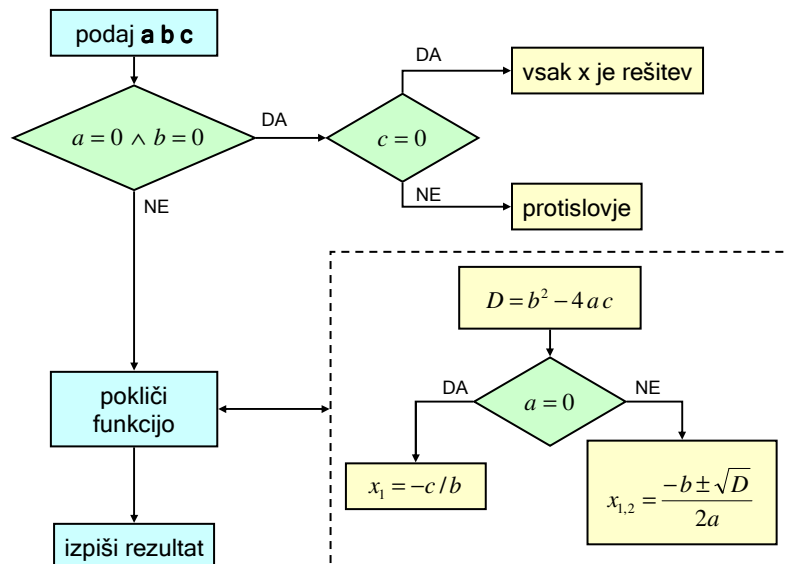 podaj a b c
a = 0 ∧ b = 0
DA
c = 0
DA
vsak x je rešitev
NE
protislovje
NE
D = b² − 4 a c
pokliči
funkcijo
a = 0
DA
NE
x₁ = −c / b
x₁,₂ = (−b ± √D) / 2a
izpiši rezultat